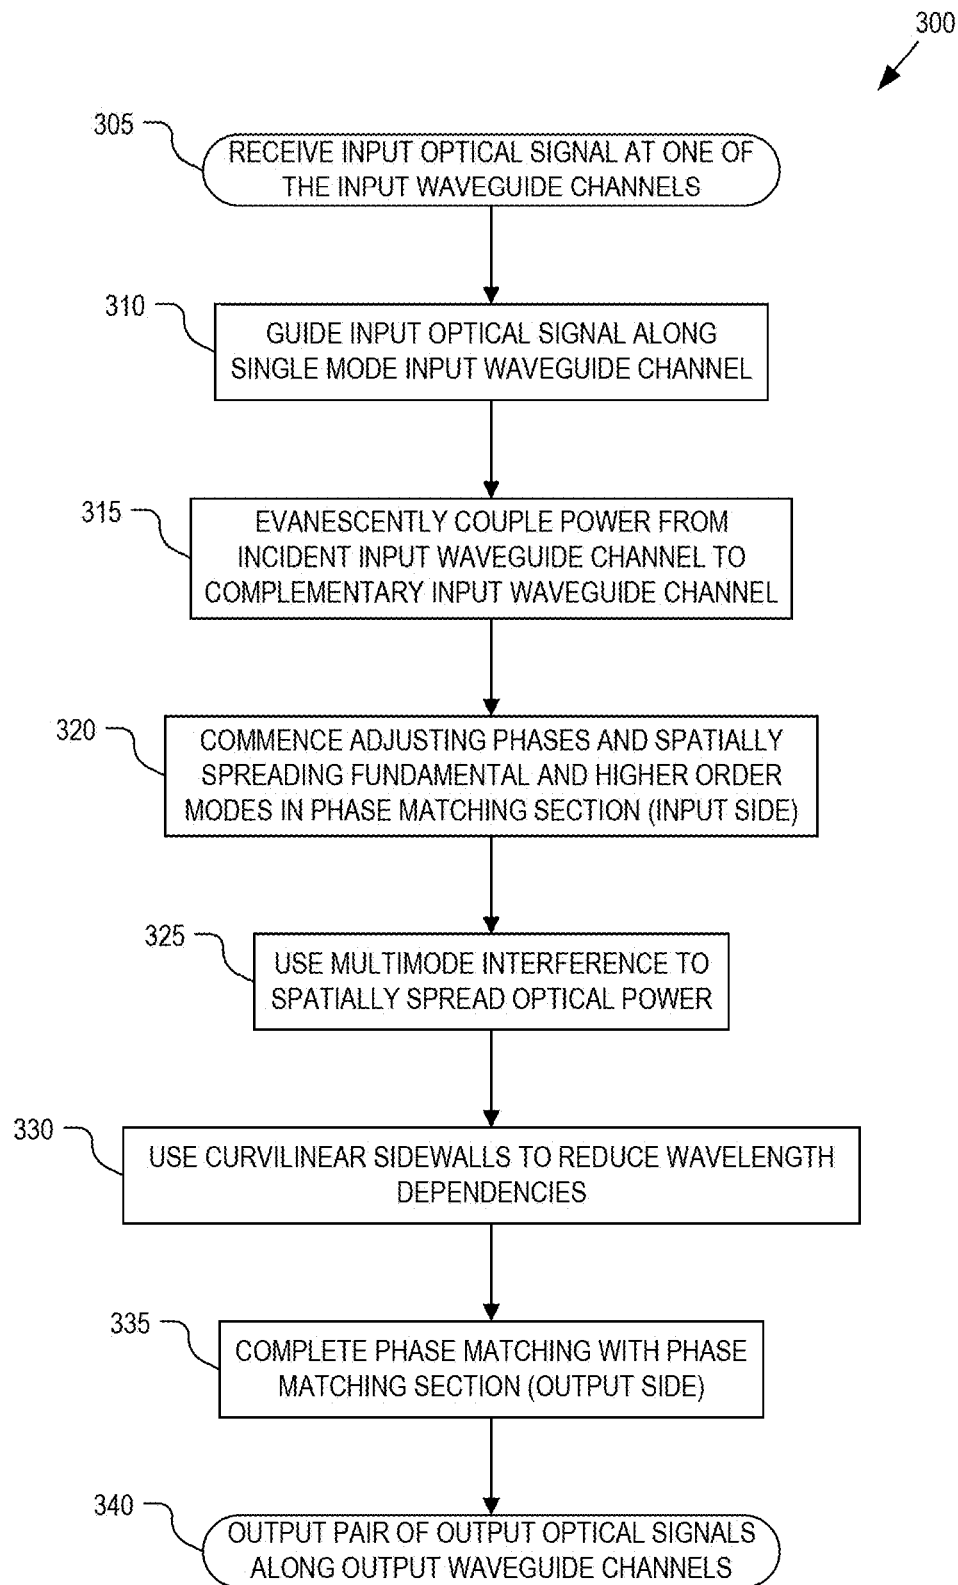 300
305
RECEIVE INPUT OPTICAL SIGNAL AT ONE OF
THE INPUT WAVEGUIDE CHANNELS
310
GUIDE INPUT OPTICAL SIGNAL ALONG
SINGLE MODE INPUT WAVEGUIDE CHANNEL
315
EVANESCENTLY COUPLE POWER FROM
INCIDENT INPUT WAVEGUIDE CHANNEL TO
COMPLEMENTARY INPUT WAVEGUIDE CHANNEL
320
COMMENCE ADJUSTING PHASES AND SPATIALLY
SPREADING FUNDAMENTAL AND HIGHER ORDER
MODES IN PHASE MATCHING SECTION (INPUT SIDE)
325
USE MULTIMODE INTERFERENCE TO
SPATIALLY SPREAD OPTICAL POWER
330
USE CURVILINEAR SIDEWALLS TO REDUCE WAVELENGTH
DEPENDENCIES
335
COMPLETE PHASE MATCHING WITH PHASE
MATCHING SECTION (OUTPUT SIDE)
340
OUTPUT PAIR OF OUTPUT OPTICAL SIGNALS
ALONG OUTPUT WAVEGUIDE CHANNELS